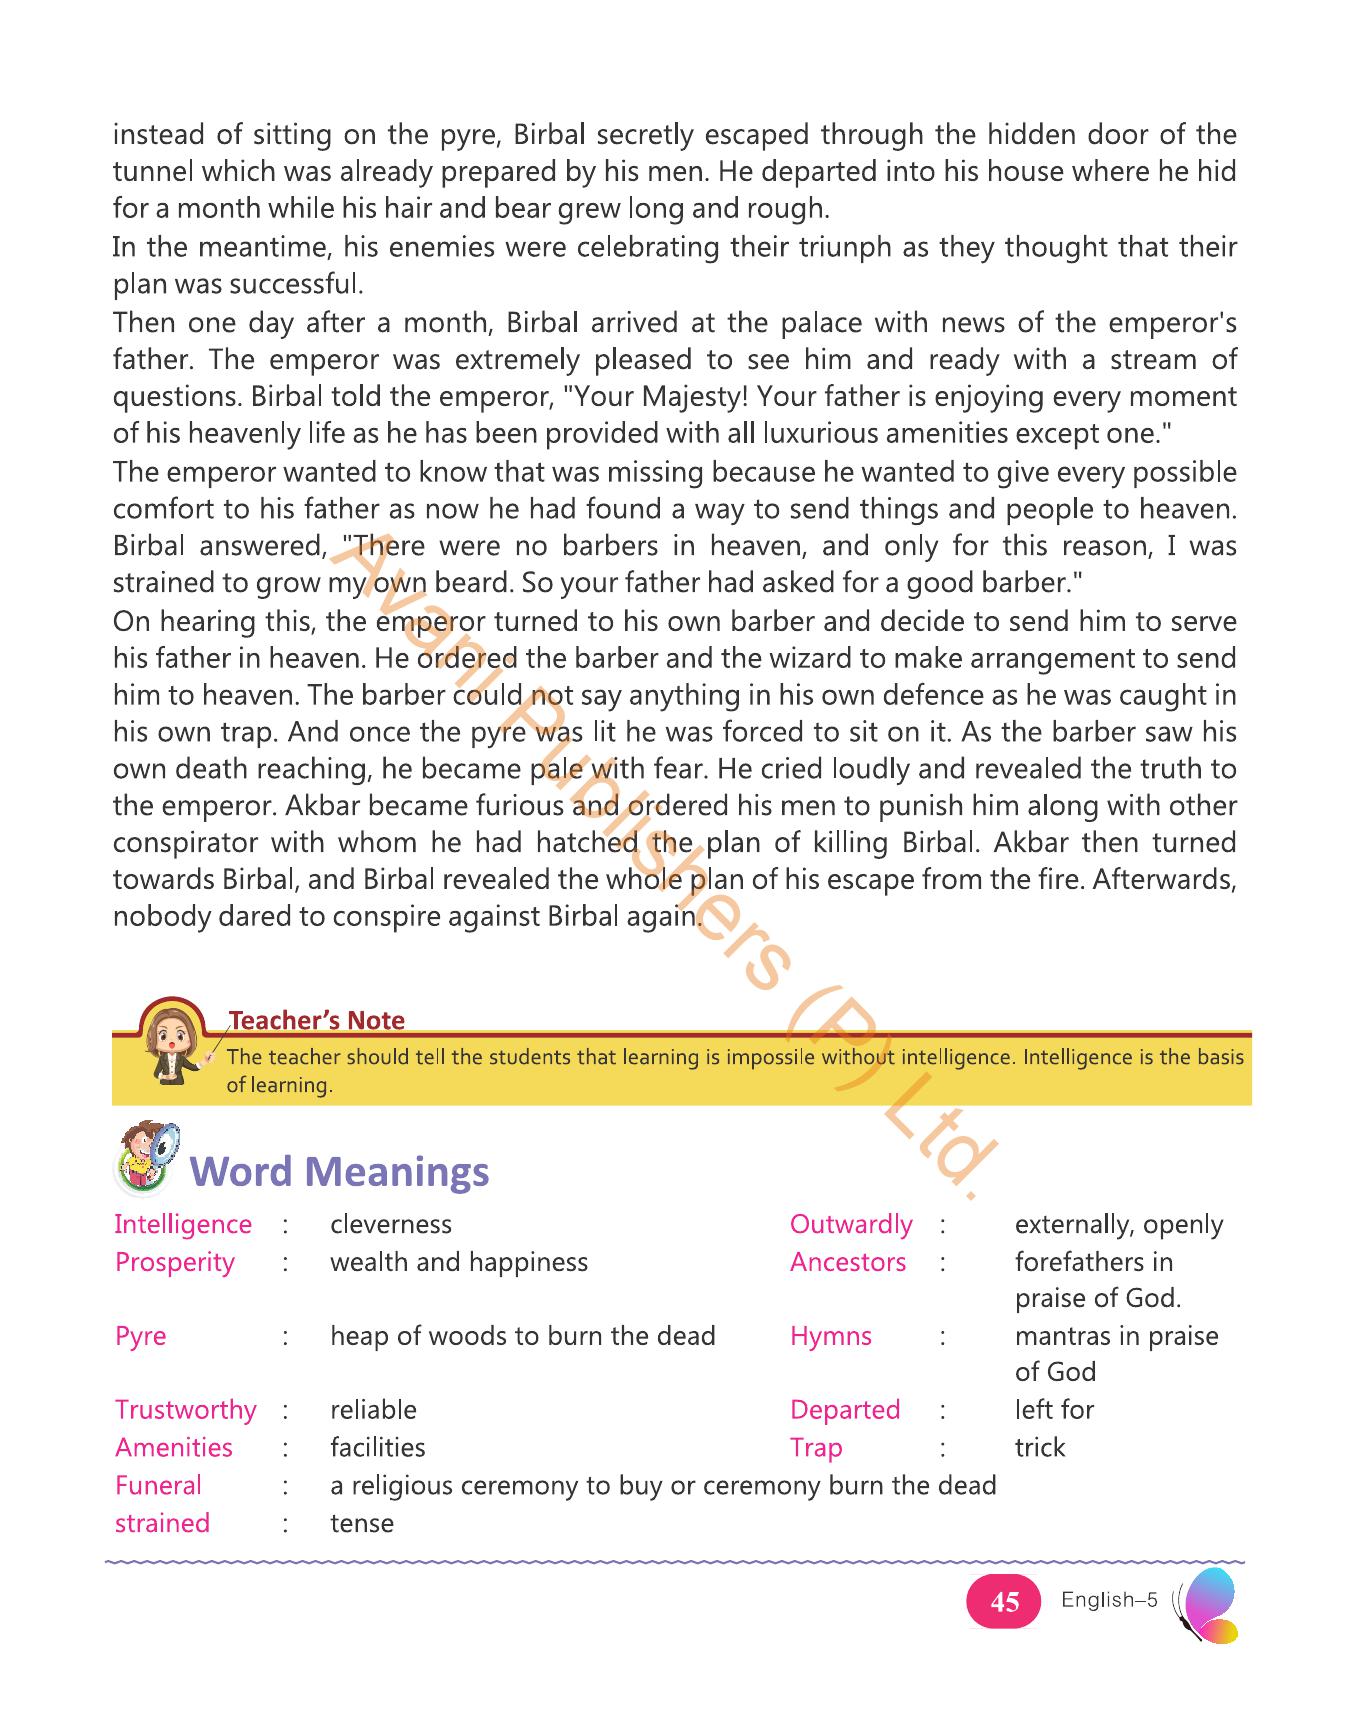 instead of sitting on the pyre, Birbal secretly escaped through the hidden door of the
tunnel which was already prepared by his men. He departed into his house where he hid
for a month while his hair and bear grew long and rough.
In the meantime, his enemies were celebrating their triunph as they thought that their
plan was successful.
Then one day after a month, Birbal arrived at the palace with news of the emperor's
father. The emperor was extremely pleased to see him and ready with a stream of
questions. Birbal told the emperor, "Your Majesty! Your father is enjoying every moment
of his heavenly life as he has been provided with all luxurious amenities except one."
The emperor wanted to know that was missing because he wanted to give every possible
comfort to his father as now he had found a way to send things and people to heaven.
Birbal answered, "There were no barbers in heaven, and only for this reason, I was
strained to grow my own beard. So your father had asked for a good barber."
On hearing this, the emperor turned to his own barber and decide to send him to serve
his father in heaven. He ordered the barber and the wizard to make arrangement to send
him to heaven. The barber could not say anything in his own defence as he was caught in
his own trap. And once the pyre was lit he was forced to sit on it. As the barber saw his
own death reaching, he became pale with fear. He cried loudly and revealed the truth to
the emperor. Akbar became furious and ordered his men to punish him along with other
conspirator with whom he had hatched the plan of killing Birbal. Akbar then turned
towards Birbal, and Birbal revealed the whole plan of his escape from the fire. Afterwards,
nobody dared to conspire against Birbal again.
Avani Publishers (P) Ltd.
Teacher's Note
The teacher should tell the students that learning is impossile without intelligence. Intelligence is the basis
of learning.
Word Meanings
Intelligence : cleverness Outwardly : externally, openly
Prosperity : wealth and happiness Ancestors : forefathers in
praise of God.
Pyre : heap of woods to burn the dead Hymns : mantras in praise
of God
Trustworthy : reliable Departed : left for
Amenities : facilities Trap : trick
Funeral : a religious ceremony to buy or ceremony burn the dead
strained : tense
45 English–5